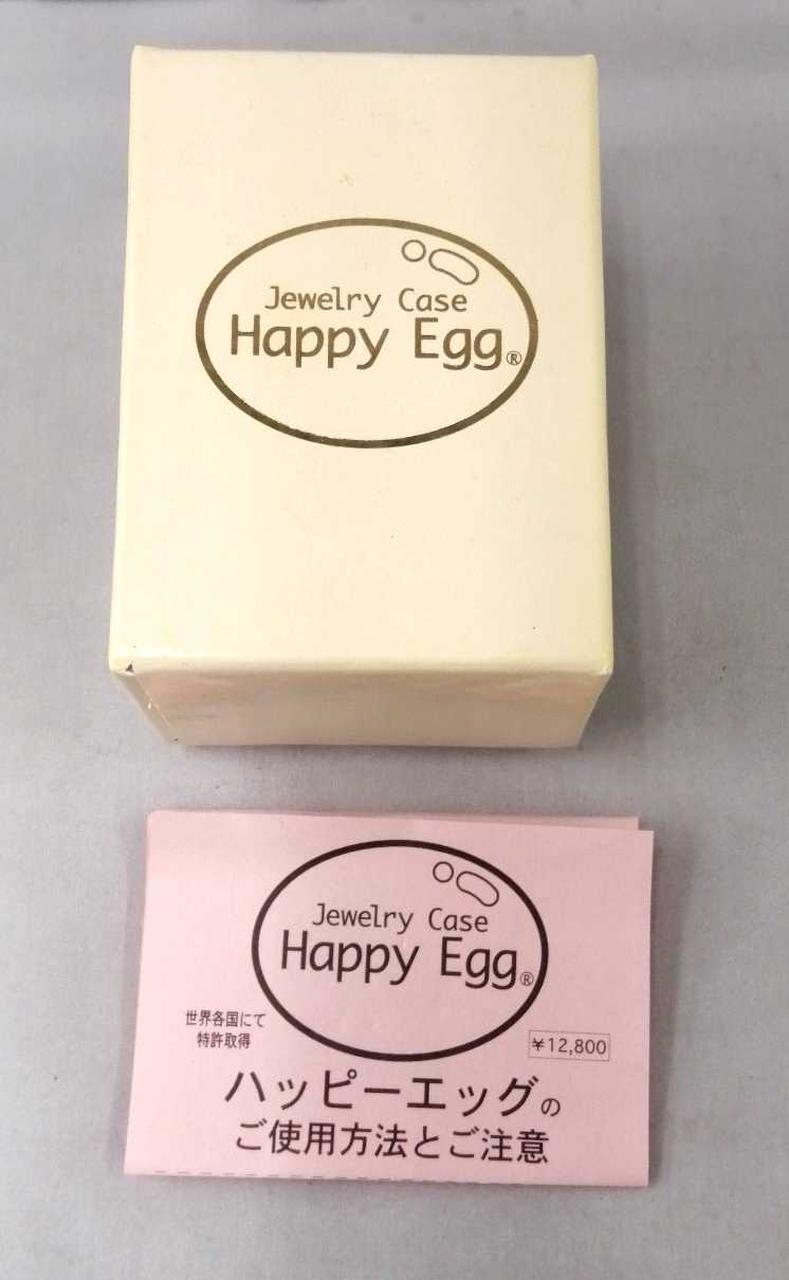 Jewelry Case
Happy Egg®
Jewelry Case
Happy Egg®
世界各国にて
特許取得
¥12,800
ハッピーエッグの
ご使用方法とご注意